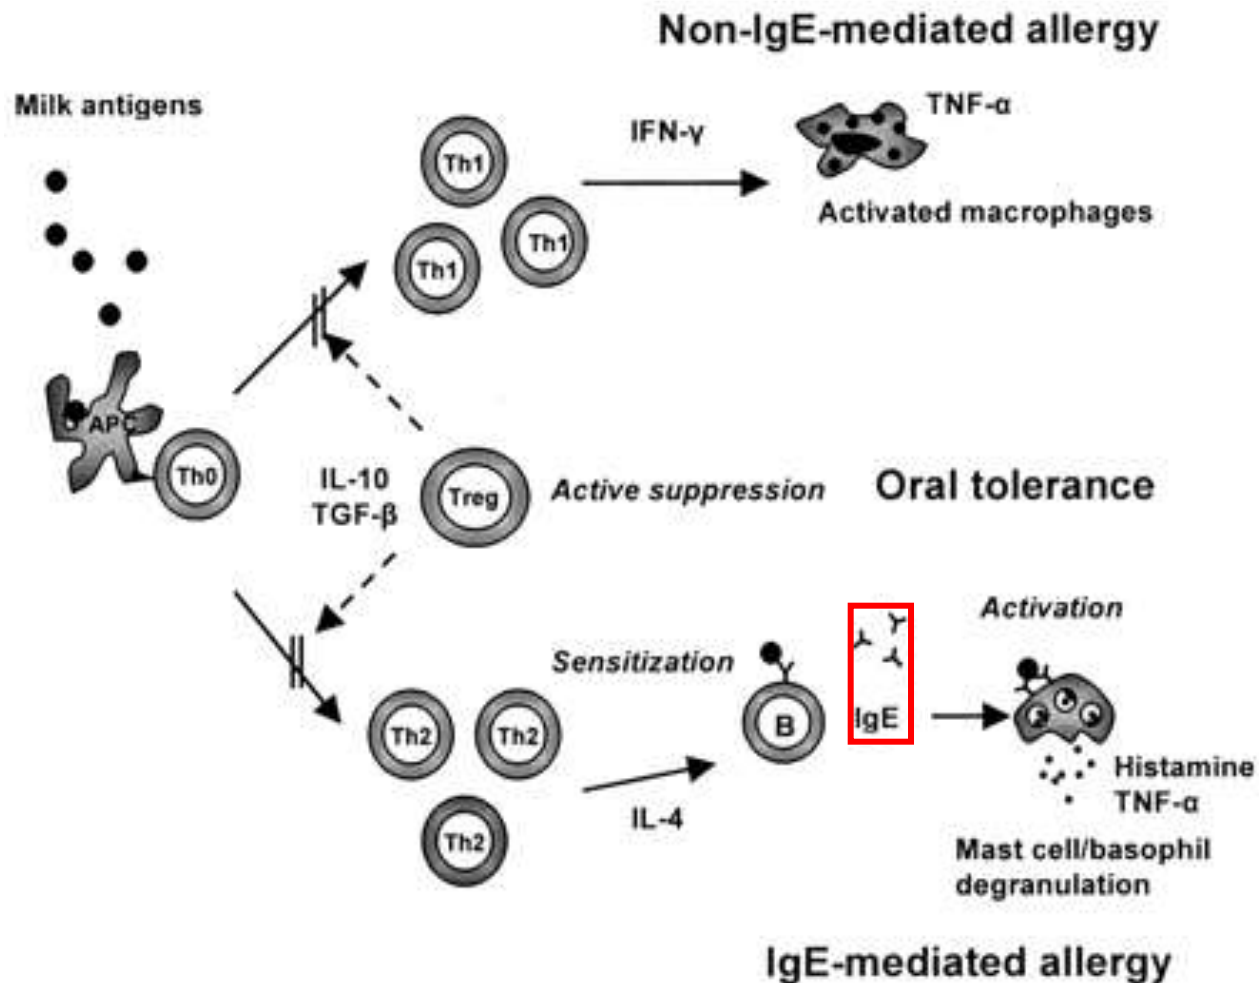 Non-IgE-mediated allergy
Milk antigens
TNF-α
IFN-γ
Th1
Th1
Th1
Activated macrophages
APC
Th0
IL-10
TGF-β
Treg
Active suppression
Oral tolerance
Activation
Sensitization
B
IgE
Th2
Th2
Th2
IL-4
Histamine
TNF-α
Mast cell/basophil
degranulation
IgE-mediated allergy